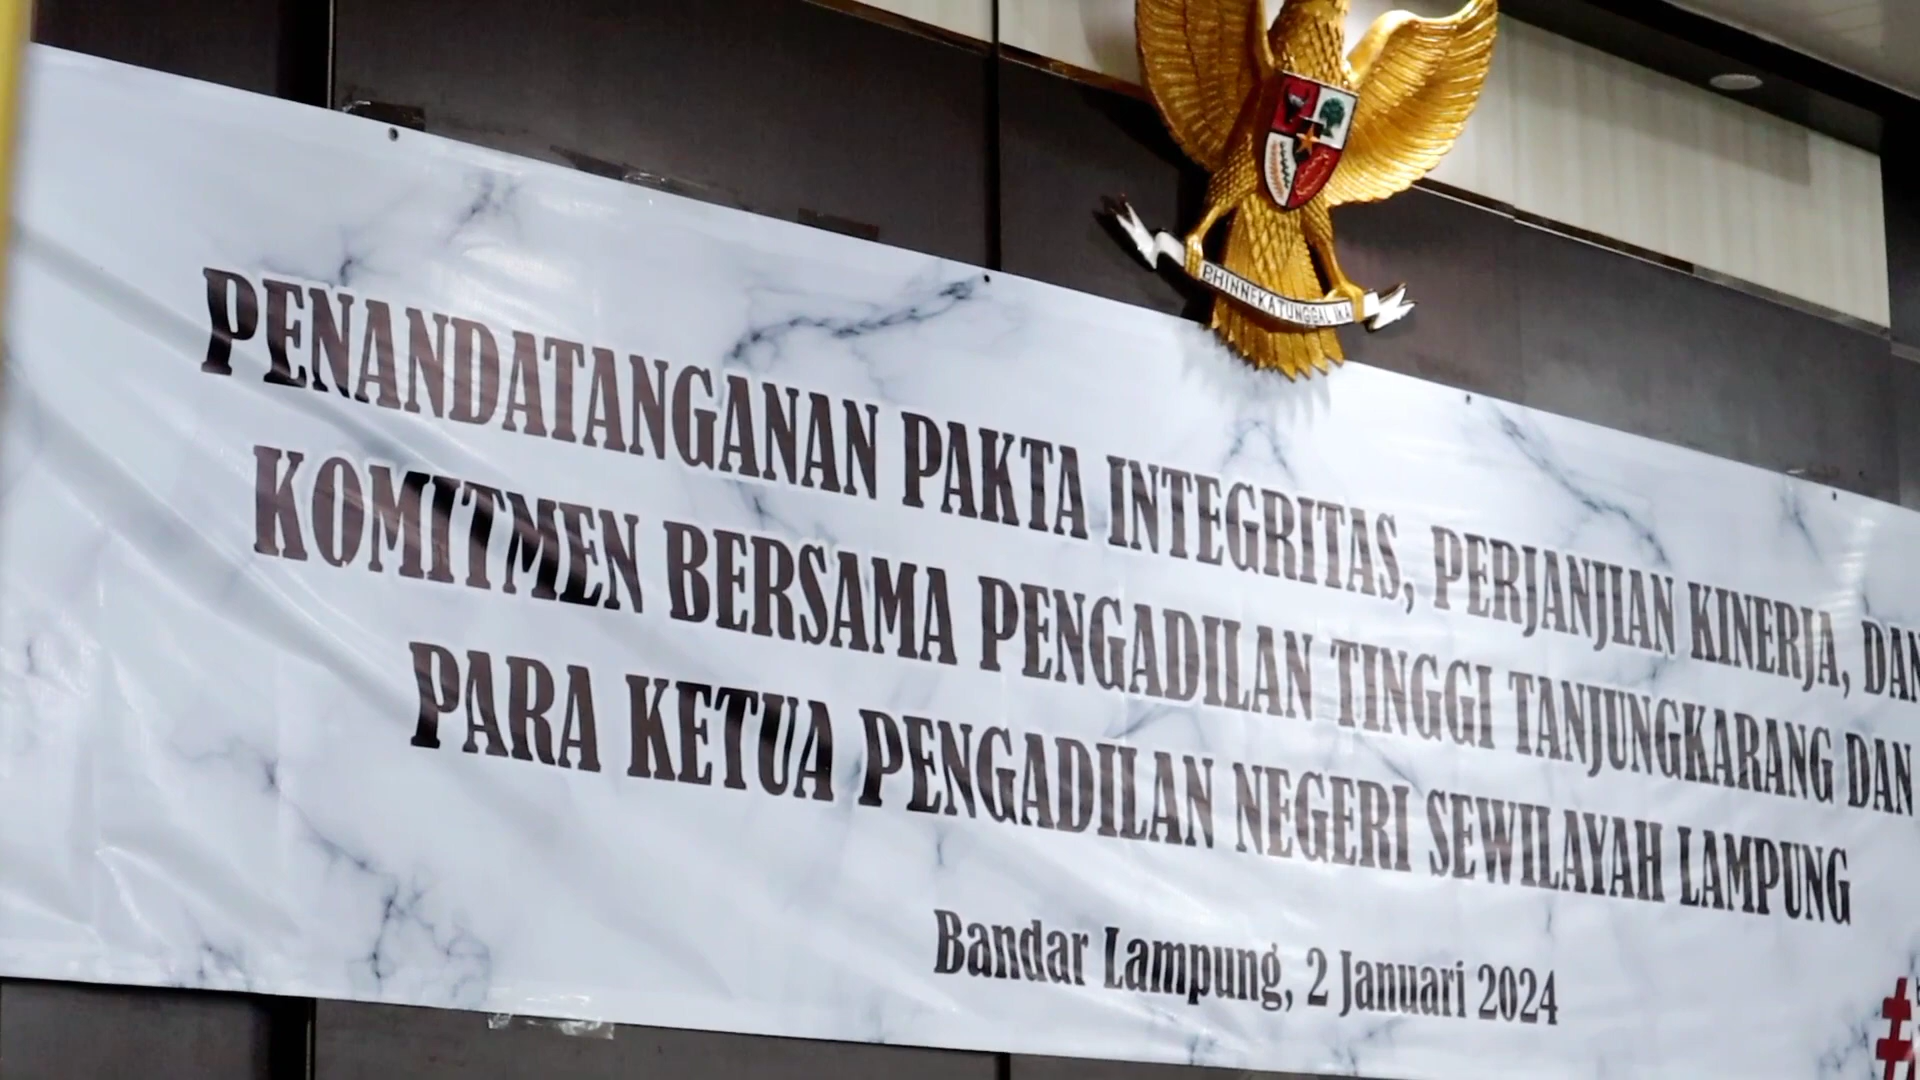 BHINNEKA TUNGGAL IKA
PENANDATANGANAN PAKTA INTEGRITAS, PERJANJIAN KINERJA, DAN
KOMITMEN BERSAMA PENGADILAN TINGGI TANJUNGKARANG DAN
PARA KETUA PENGADILAN NEGERI SEWILAYAH LAMPUNG
Bandar Lampung, 2 Januari 2024
#